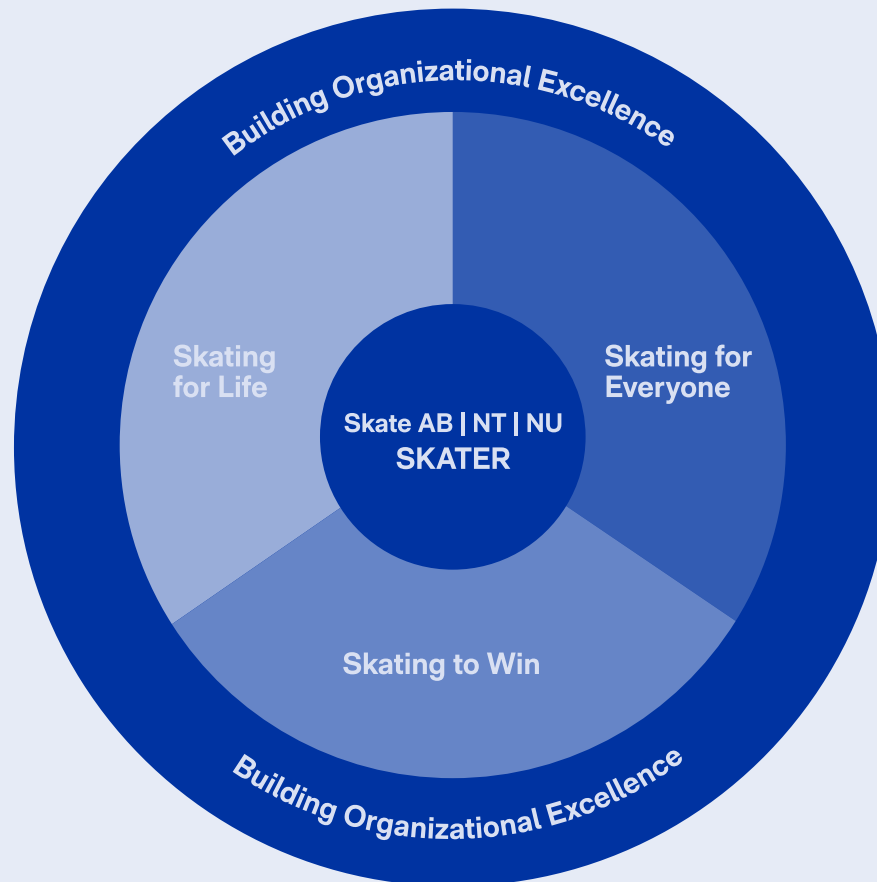 Building Organizational Excellence
Skating
for Life
Skating for
Everyone
Skate AB | NT | NU
SKATER
Skating to Win
Building Organizational Excellence